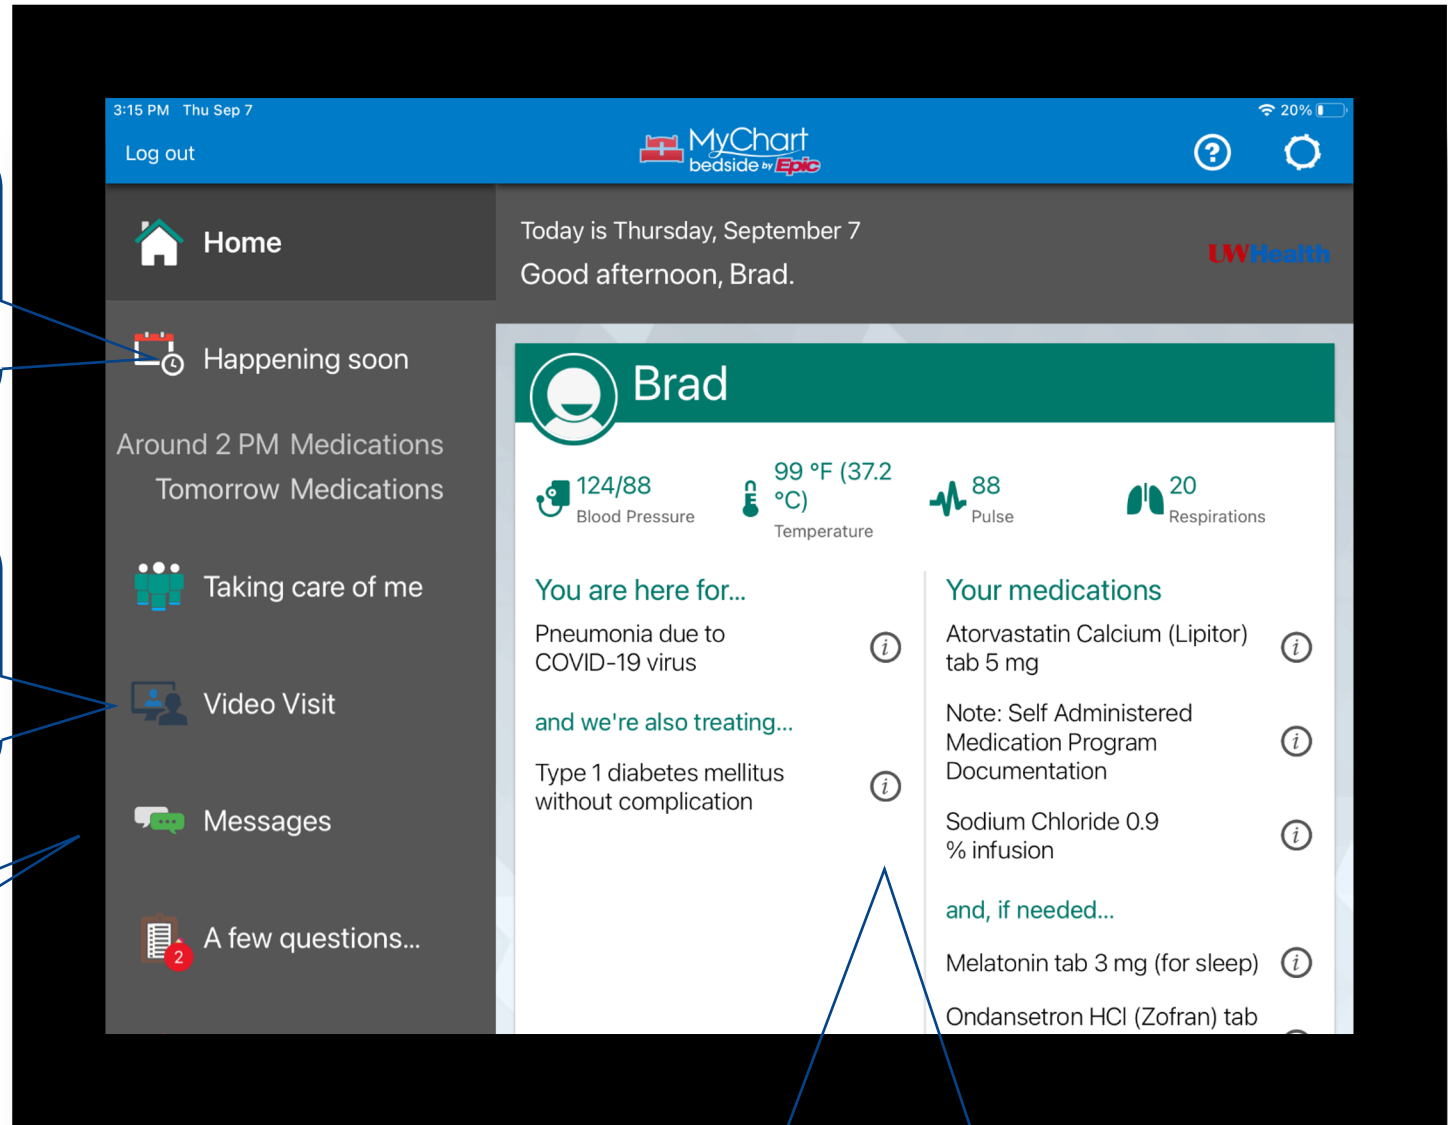 3:15 PM Thu Sep 7
20%
Log out
MyChart
bedside by Epic
?
Home
Today is Thursday, September 7
Good afternoon, Brad.
UWHealth
Happening soon
Around 2 PM Medications
Tomorrow Medications
Taking care of me
Video Visit
Messages
A few questions...
2
Brad
124/88
Blood Pressure
99 °F (37.2
°C)
Temperature
88
Pulse
20
Respirations
You are here for...
Pneumonia due to
COVID-19 virus
and we're also treating...
Type 1 diabetes mellitus
without complication
Your medications
Atorvastatin Calcium (Lipitor)
tab 5 mg
Note: Self Administered
Medication Program
Documentation
Sodium Chloride 0.9
% infusion
and, if needed...
Melatonin tab 3 mg (for sleep)
Ondansetron HCl (Zofran) tab